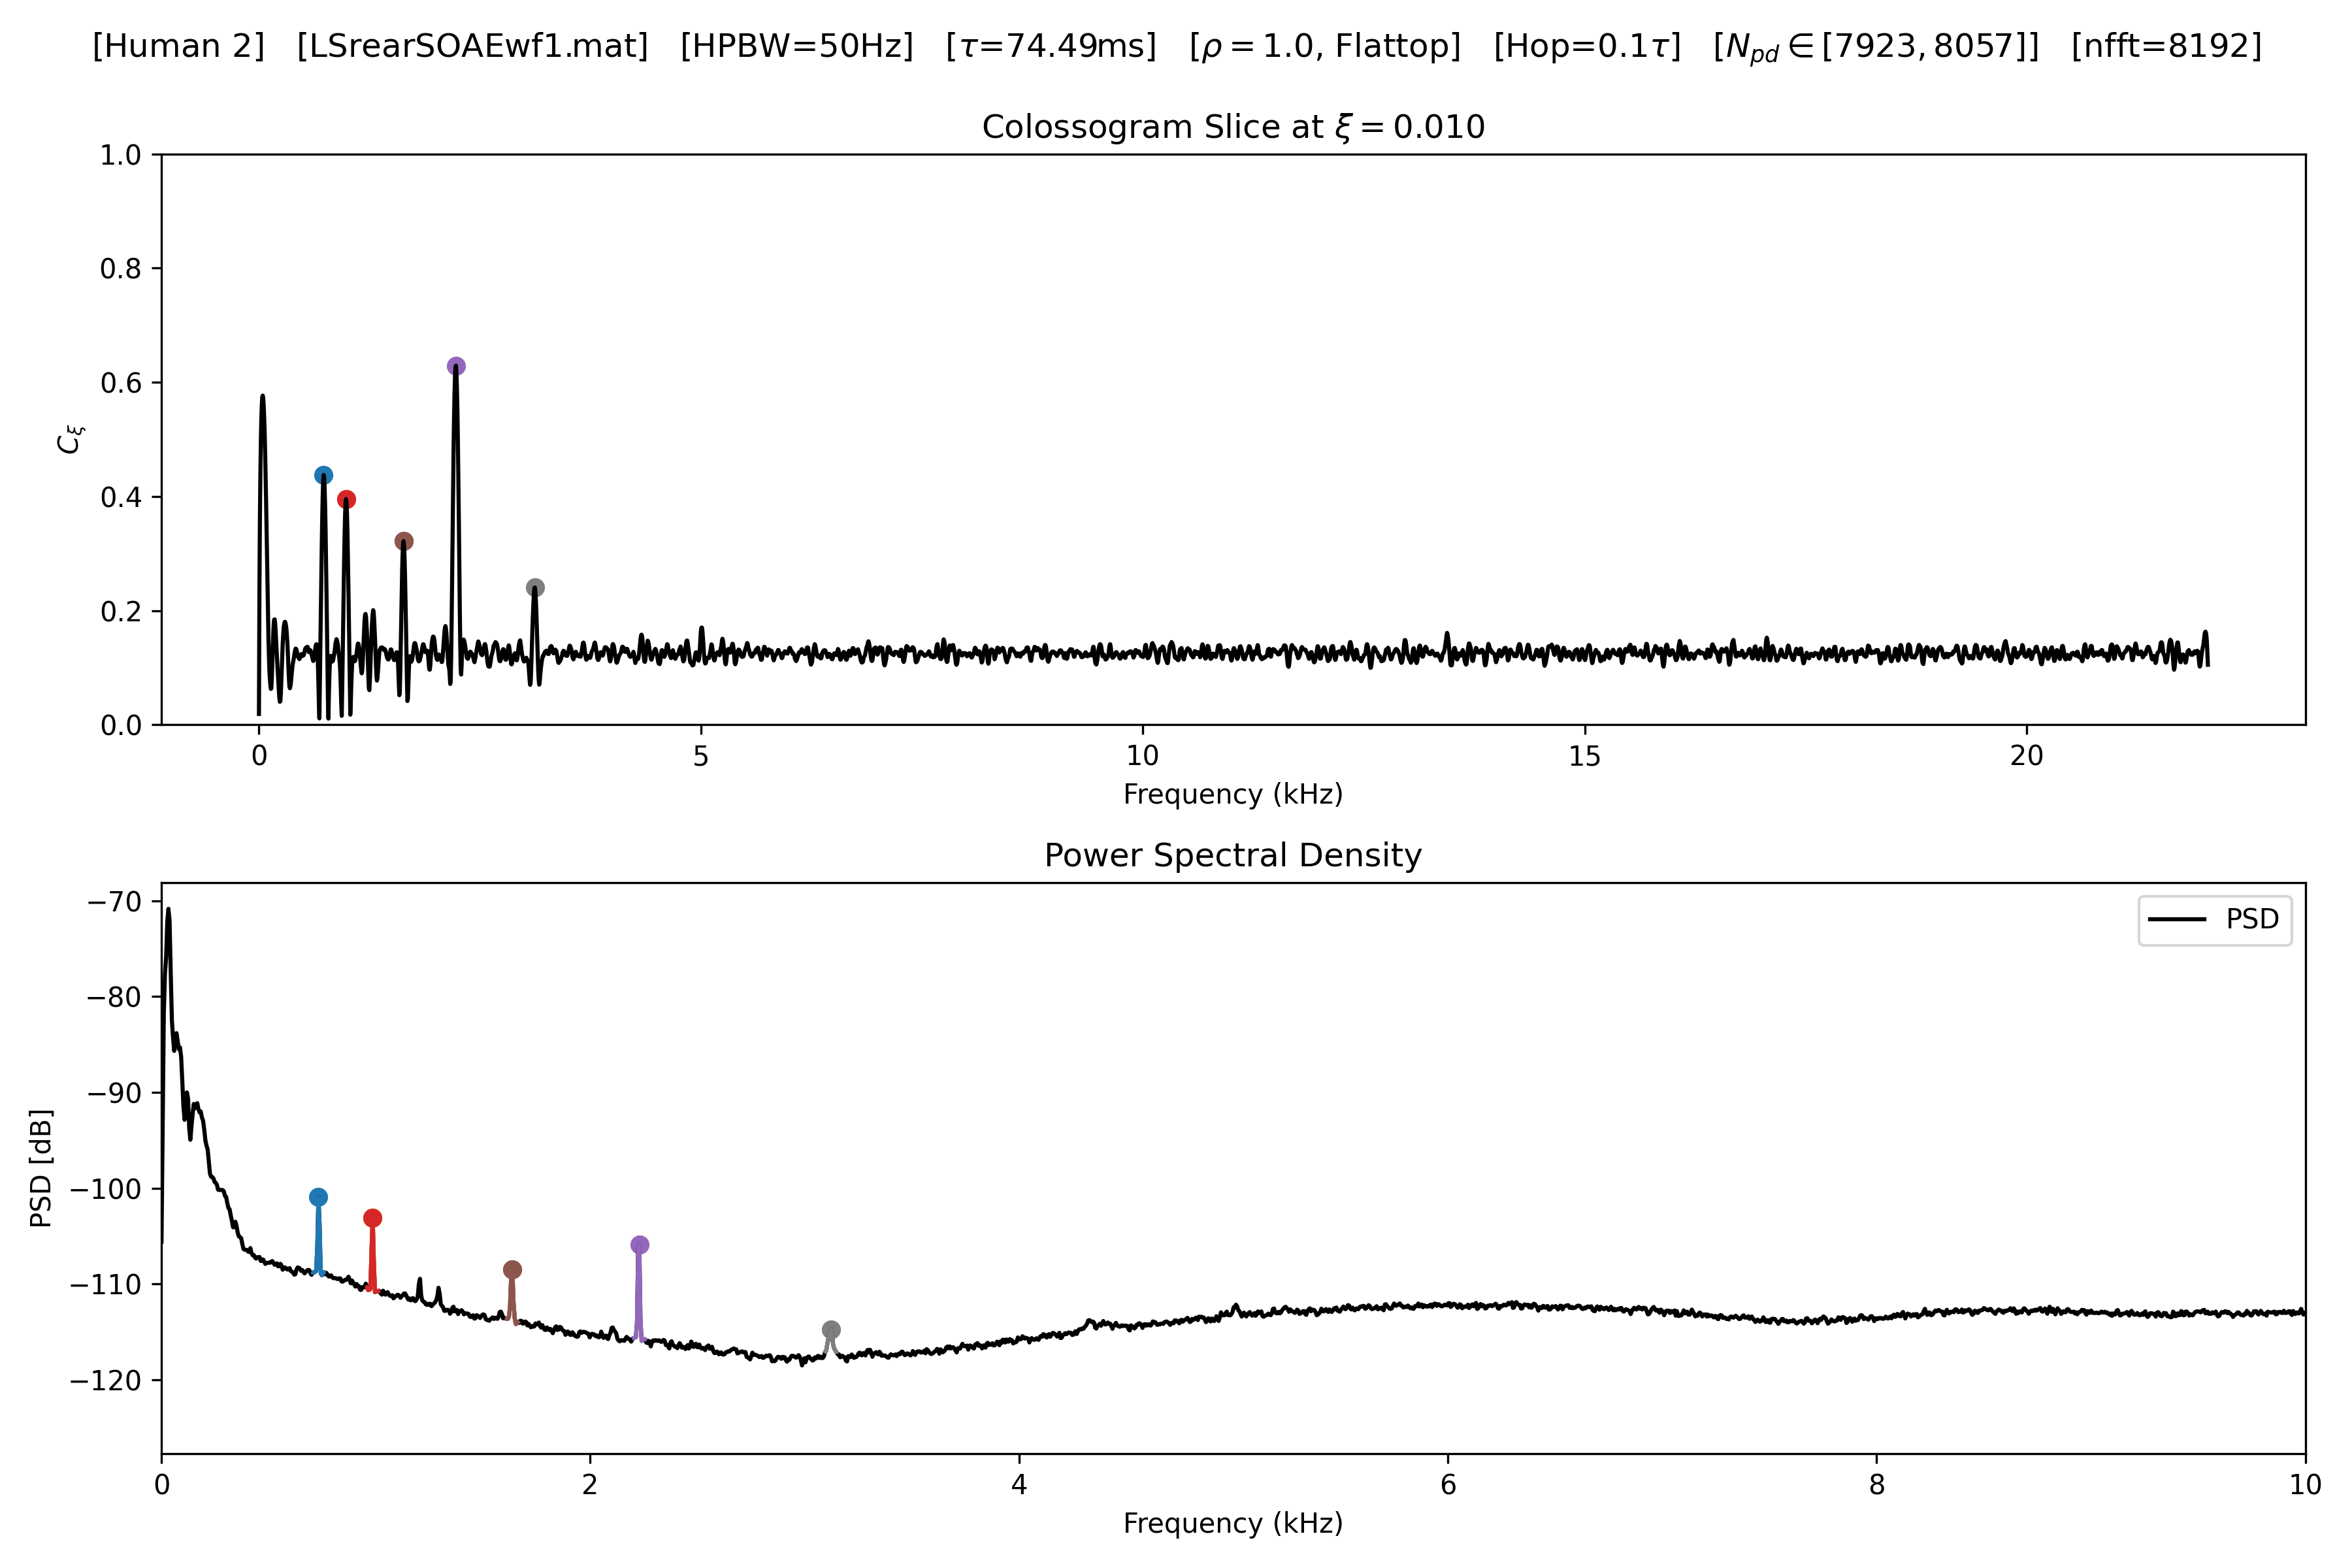 [Human 2]   [LSrearSOAEwf1.mat]   [HPBW=50Hz]   [τ=74.49ms]   [ρ = 1.0, Flattop]   [Hop=0.1τ]   [N_pd ∈ [7923, 8057]]   [nfft=8192]
Colossogram Slice at ξ = 0.010
1.0
0.8
0.6
0.4
0.2
0.0
C_ξ
0 5 10 15 20
Frequency (kHz)
Power Spectral Density
−70
−80
−90
−100
−110
−120
PSD [dB]
PSD
0 2 4 6 8 10
Frequency (kHz)